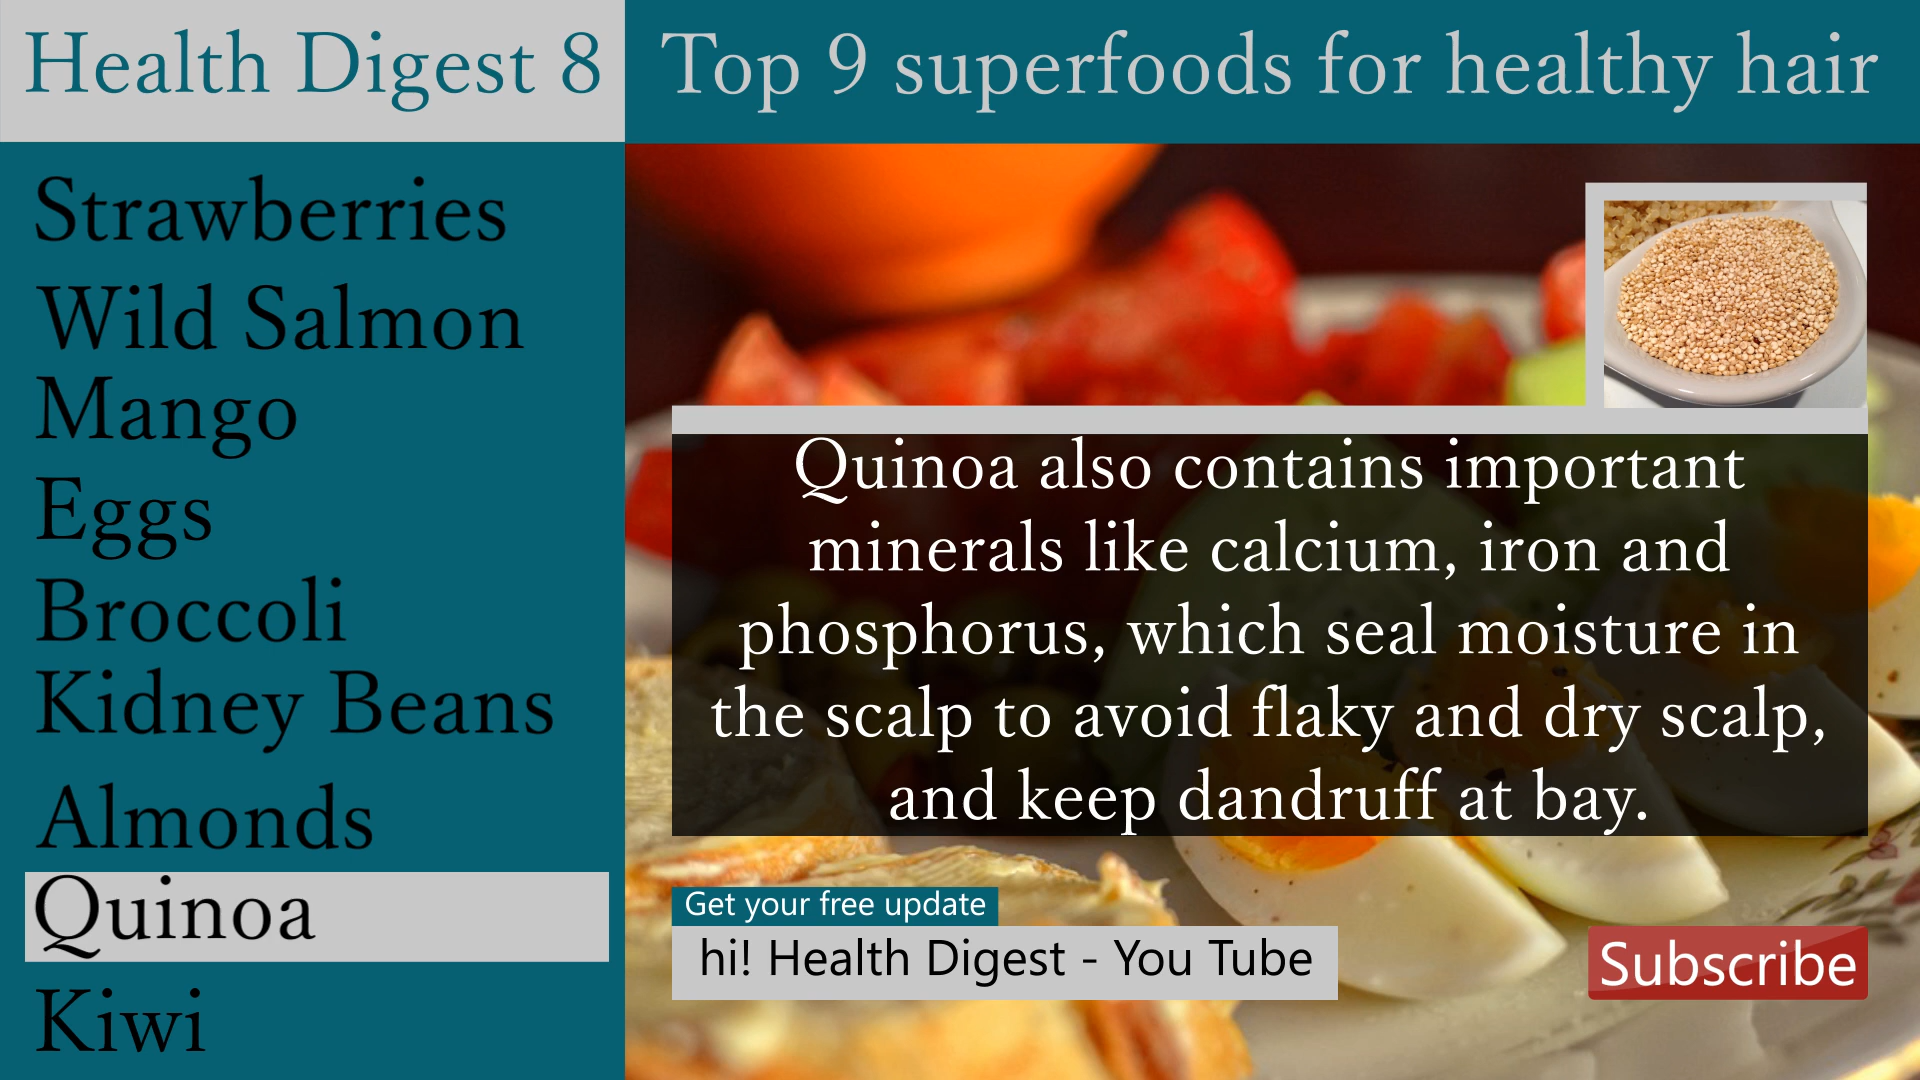 Health Digest 8
Top 9 superfoods for healthy hair
Strawberries
Wild Salmon
Mango
Eggs
Broccoli
Kidney Beans
Almonds
Quinoa
Kiwi
Quinoa also contains important
minerals like calcium, iron and
phosphorus, which seal moisture in
the scalp to avoid flaky and dry scalp,
and keep dandruff at bay.
Get your free update
hi! Health Digest - You Tube
Subscribe